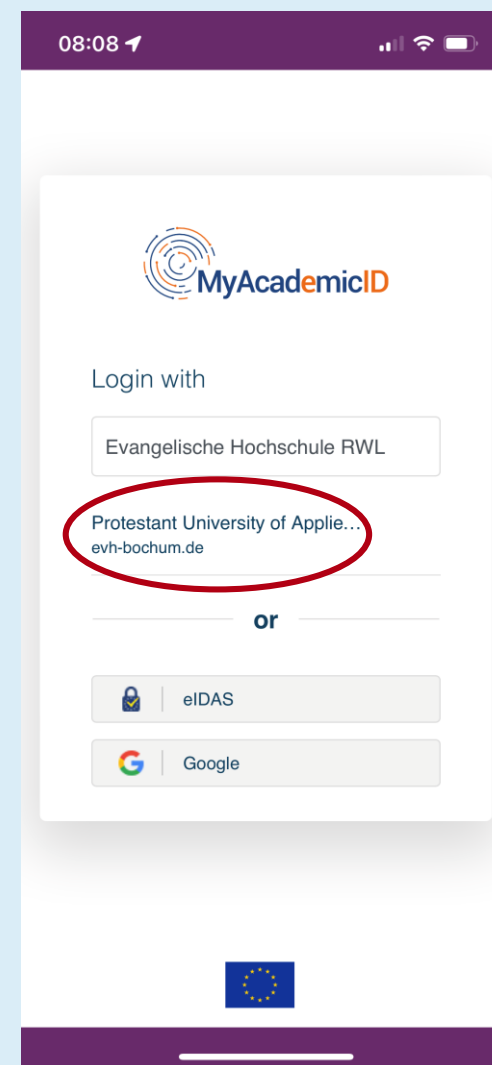 08:08
MyAcademicID
Login with
Evangelische Hochschule RWL
Protestant University of Applie...
evh-bochum.de
or
eIDAS
Google